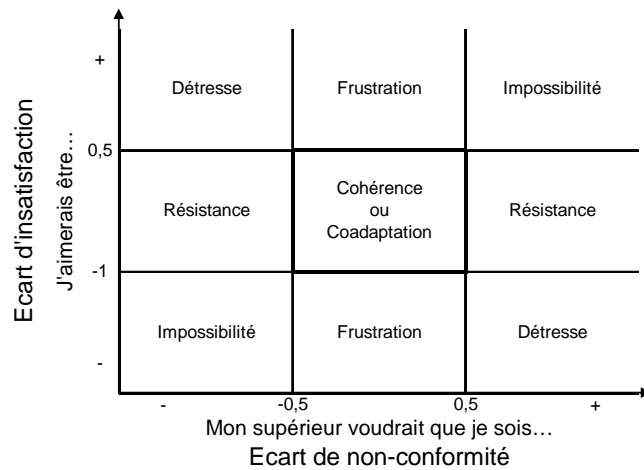 +
Détresse
Frustration
Impossibilité
0,5
Ecart d'insatisfaction
J'aimerais être...
Résistance
Cohérence
ou
Coadaptation
Résistance
-1
Impossibilité
Frustration
Détresse
-
-
-0,5
0,5
+
Mon supérieur voudrait que je sois...
Ecart de non-conformité